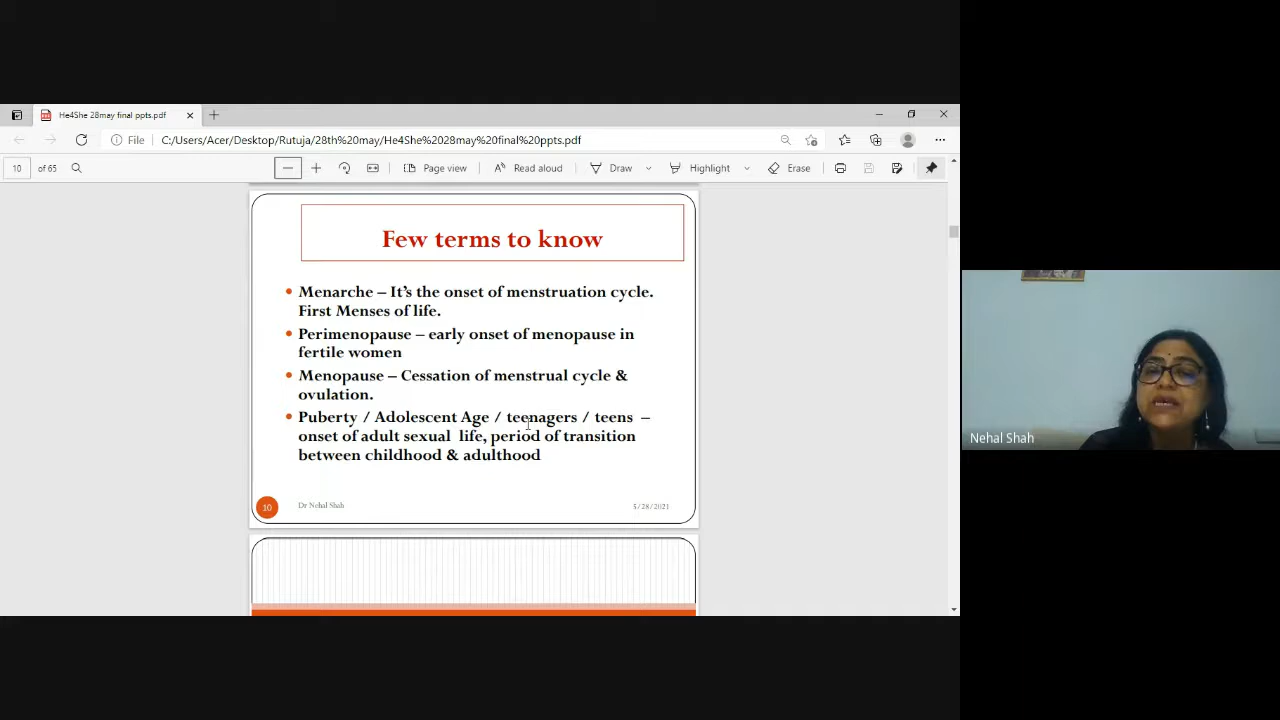 He4She 28may final ppts.pdf
File
C:/Users/Acer/Desktop/Rutuja/28th%20may/He4She%2028may%20final%20ppts.pdf
10 of 65
Page view
Read aloud
Draw
Highlight
Erase
Few terms to know
• Menarche – It's the onset of menstruation cycle.
First Menses of life.
• Perimenopause – early onset of menopause in
fertile women
• Menopause – Cessation of menstrual cycle &
ovulation.
• Puberty / Adolescent Age / teenagers / teens –
onset of adult sexual life, period of transition
between childhood & adulthood
10
Dr Nehal Shah
5/28/2021
Nehal Shah